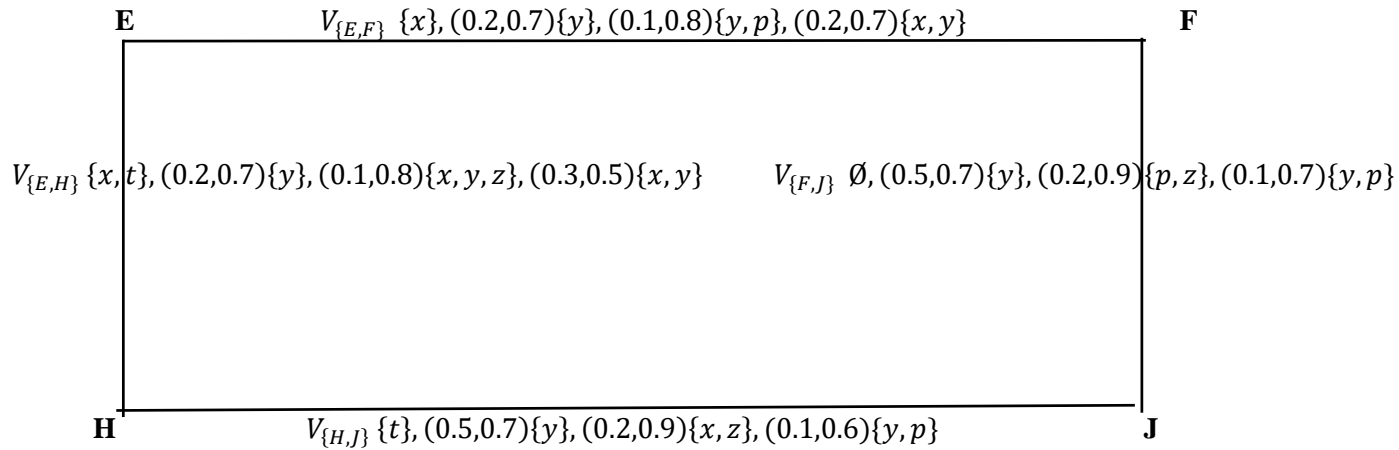 E V_{E,F} {x}, (0.2,0.7){y}, (0.1,0.8){y, p}, (0.2,0.7){x, y} F
V_{E,H} {x, t}, (0.2,0.7){y}, (0.1,0.8){x, y, z}, (0.3,0.5){x, y} V_{F,J} Ø, (0.5,0.7){y}, (0.2,0.9){p, z}, (0.1,0.7){y, p}
H V_{H,J} {t}, (0.5,0.7){y}, (0.2,0.9){x, z}, (0.1,0.6){y, p} J